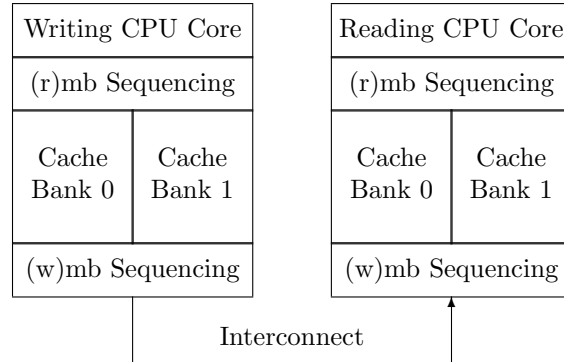 Writing CPU Core
(r)mb Sequencing
Cache
Bank 0
Cache
Bank 1
(w)mb Sequencing
Reading CPU Core
(r)mb Sequencing
Cache
Bank 0
Cache
Bank 1
(w)mb Sequencing
Interconnect